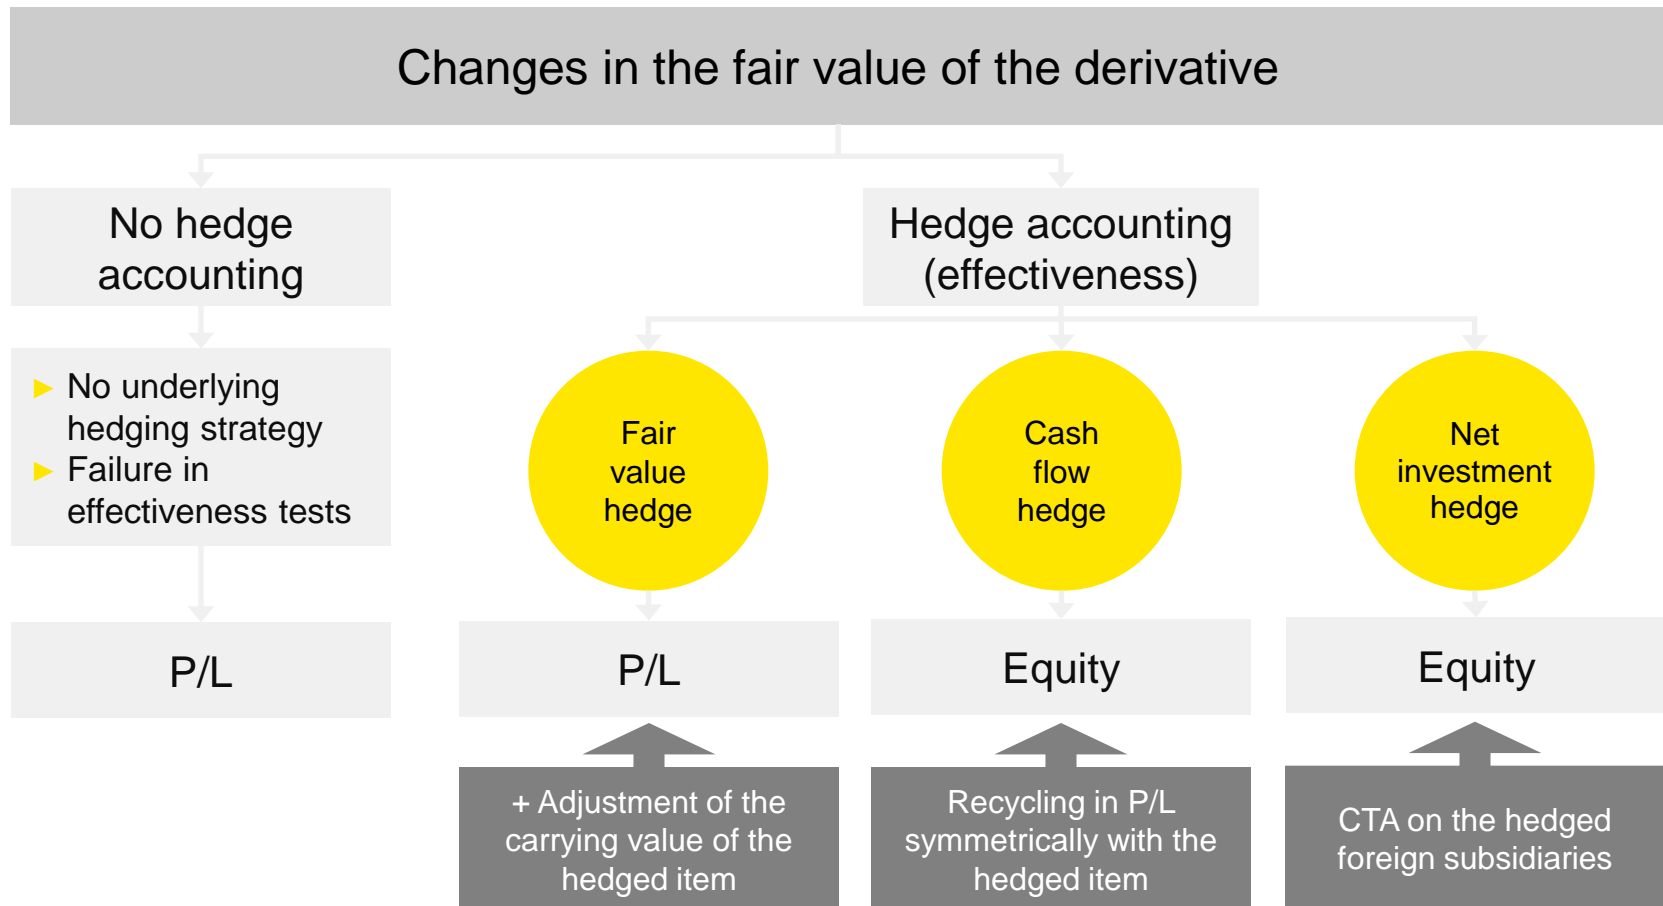 Changes in the fair value of the derivative
No hedge
accounting
Hedge accounting
(effectiveness)
► No underlying
hedging strategy
► Failure in
effectiveness tests
Fair
value
hedge
Cash
flow
hedge
Net
investment
hedge
P/L
P/L
Equity
Equity
+ Adjustment of the
carrying value of the
hedged item
Recycling in P/L
symmetrically with the
hedged item
CTA on the hedged
foreign subsidiaries